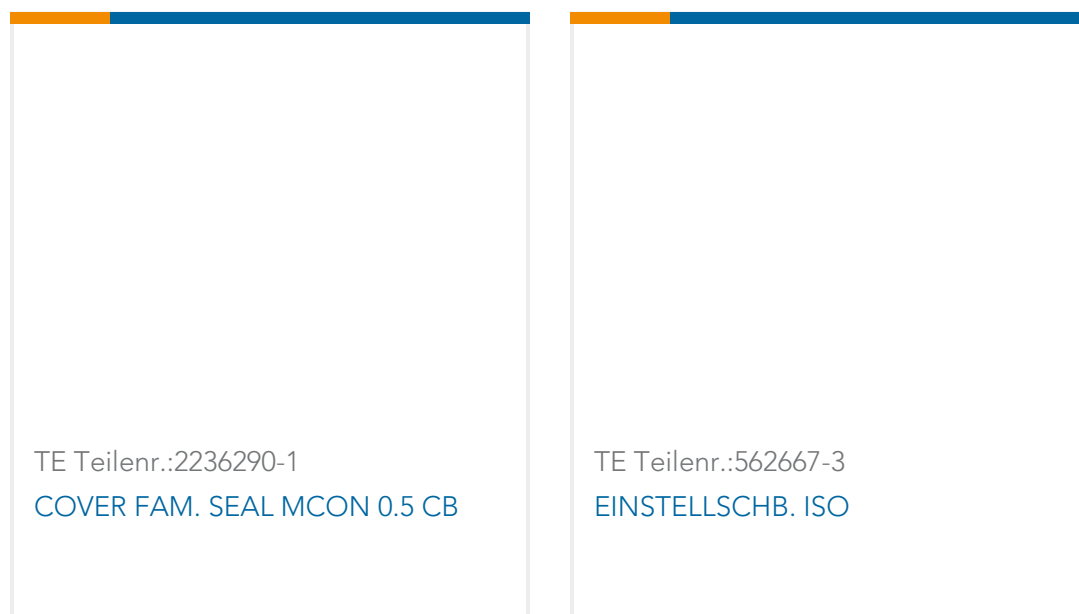 TE Teilenr.:2236290-1
COVER FAM. SEAL MCON 0.5 CB
TE Teilenr.:562667-3
EINSTELLSCHB. ISO